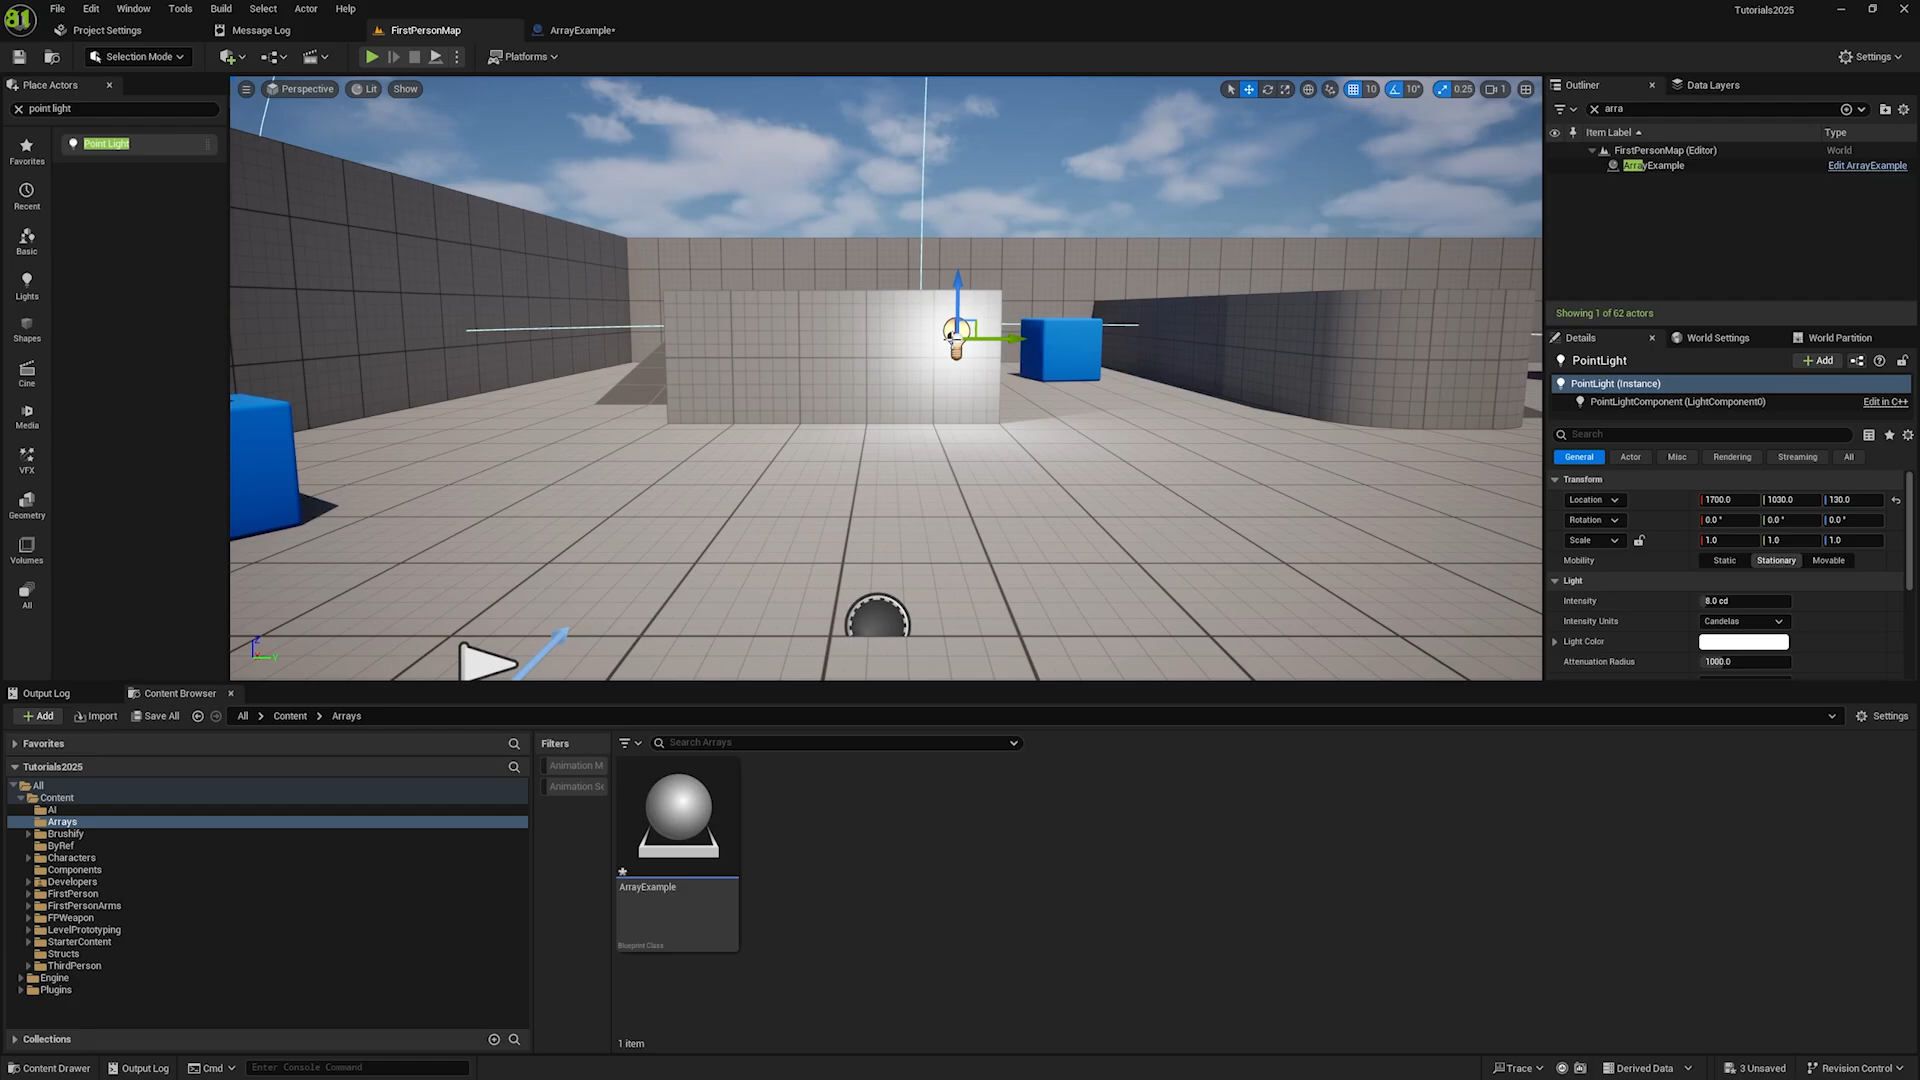 File Edit Window Tools Build Select Actor Help
Tutorials2025
Project Settings
Message Log
FirstPersonMap
ArrayExample*
Selection Mode
Platforms
Settings
Place Actors
point light
Point Light
Favorites
Recent
Basic
Lights
Shapes
Cine
Media
VFX
Geometry
Volumes
All
Perspective
Lit
Show
10
10°
0.25
1
Outliner
Data Layers
arra
Item Label
Type
FirstPersonMap (Editor)
World
ArrayExample
Edit ArrayExample
Showing 1 of 62 actors
Details
World Settings
World Partition
PointLight
Add
PointLight (Instance)
PointLightComponent (LightComponent0)
Edit in C++
Search
General
Actor
Misc
Rendering
Streaming
All
Transform
Location
1700.0
1030.0
130.0
Rotation
0.0 °
0.0 °
0.0 °
Scale
1.0
1.0
1.0
Mobility
Static
Stationary
Movable
Light
Intensity
8.0 cd
Intensity Units
Candelas
Light Color
Attenuation Radius
1000.0
Output Log
Content Browser
Add
Import
Save All
All
Content
Arrays
Settings
Favorites
Tutorials2025
All
Content
AI
Arrays
Brushify
ByRef
Characters
Components
Developers
FirstPerson
FirstPersonArms
FPWeapon
LevelPrototyping
StarterContent
Structs
ThirdPerson
Engine
Plugins
Collections
Filters
Animation M
Animation Se
Search Arrays
ArrayExample
Blueprint Class
1 item
Content Drawer
Output Log
Cmd
Enter Console Command
Trace
Derived Data
3 Unsaved
Revision Control